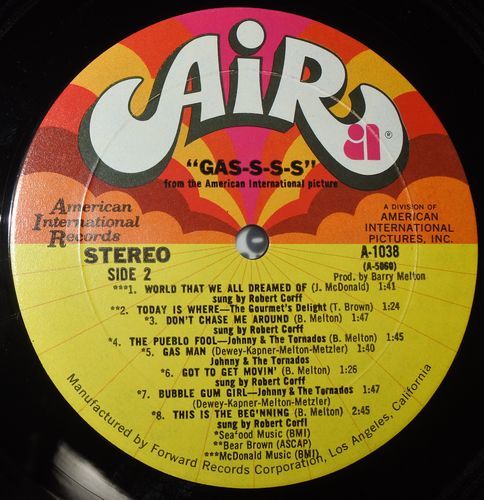 AiR
ai ®
"GAS-S-S-S"
from the American International picture
American
International
Records
A DIVISION OF
AMERICAN
INTERNATIONAL
PICTURES, INC.
STEREO
SIDE 2
A-1038
(A-5060)
Prod. by Barry Melton
***1. WORLD THAT WE ALL DREAMED OF (J. McDonald) 1:41
sung by Robert Corff
**2. TODAY IS WHERE—The Gourmet's Delight (T. Brown) 1:24
*3. DON'T CHASE ME AROUND (B. Melton) 1:47
sung by Robert Corff
*4. THE PUEBLO FOOL—Johnny & The Tornados (B. Melton) 1:45
*5. GAS MAN (Dewey-Kapner-Melton-Metzler) 1:40
Johnny & The Tornados
*6. GOT TO GET MOVIN' (B. Melton) 1:26
sung by Robert Corff
*7. BUBBLE GUM GIRL—Johnny & The Tornados 1:47
(Dewey-Kapner-Melton-Metzler)
*8. THIS IS THE BEG'NNING (B. Melton) 2:45
sung by Robert Corff
*Seafood Music (BMI)
**Bear Brown (ASCAP)
***McDonald Music (BMI)
Manufactured by Forward Records Corporation, Los Angeles, California